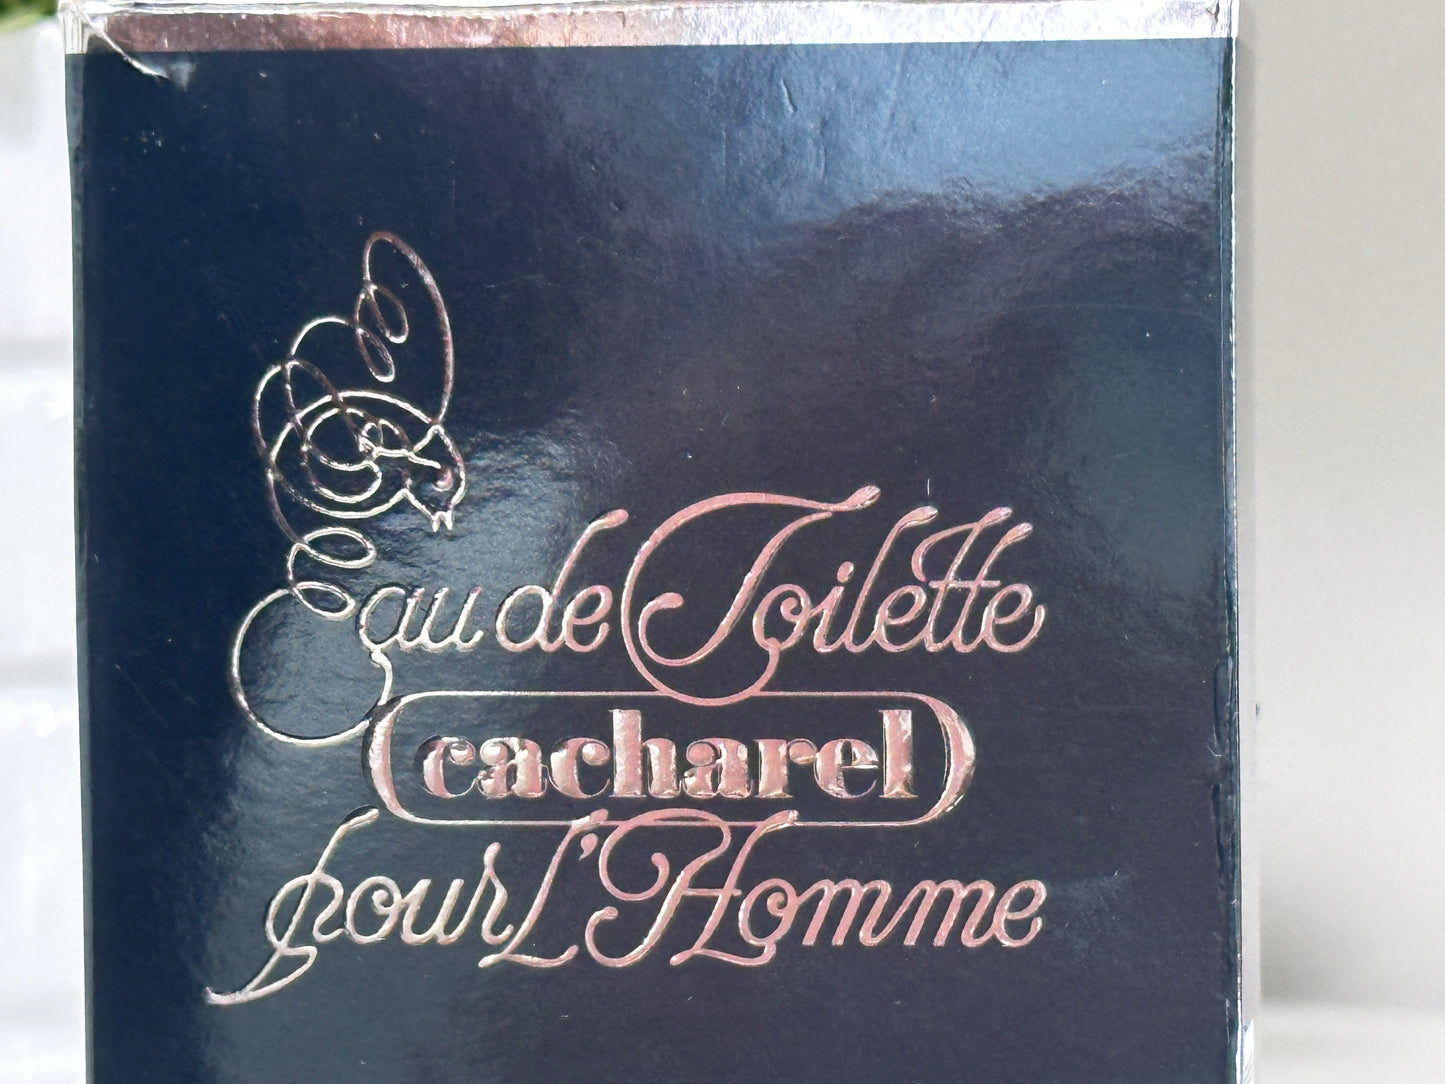 Eau de Toilette
cacharel
pour L'Homme